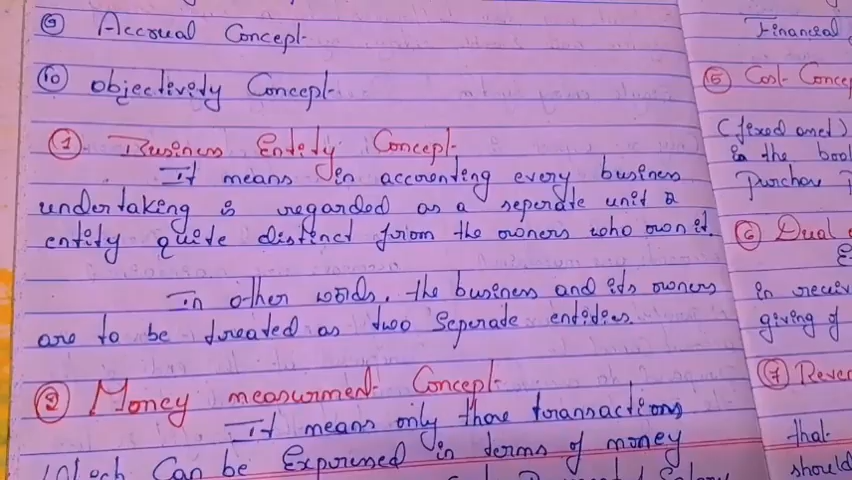 ⑨ Accrual Concept
⑩ objectively Concept
① Business Entity Concept
It means in accounting every business
undertaking is regarded as a seperate unit &
entity quite distinct from the owners who own it.
In other words, the business and its owners
are to be treated as two Seperate entities.
② Money measurment Concept
It means only those transactions
which Can be Expressed in terms of money
Financial
⑤ Cost Concep
(fixed
in the boo
Purchase
⑥ Dual
in receiv
giving of
⑦ Reve
that
should